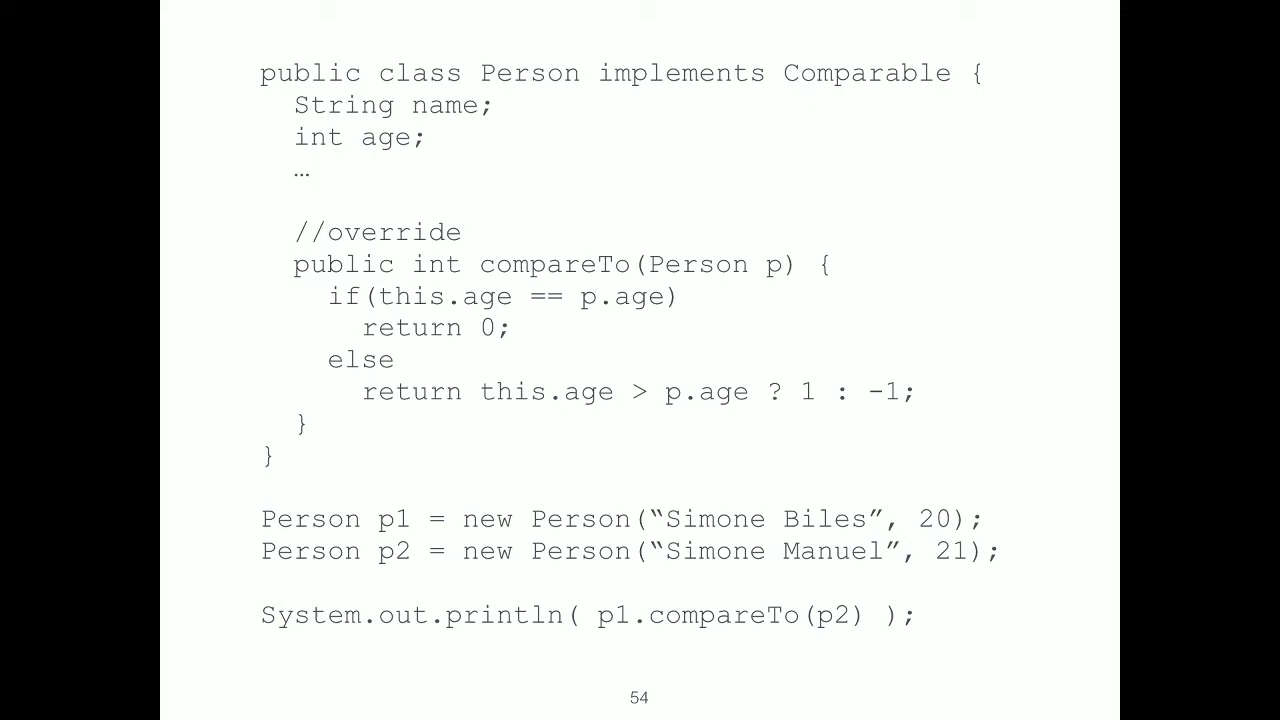 public class Person implements Comparable {
String name;
int age;
…
//override
public int compareTo(Person p) {
if(this.age == p.age)
return 0;
else
return this.age > p.age ? 1 : -1;
}
}
Person p1 = new Person(“Simone Biles”, 20);
Person p2 = new Person(“Simone Manuel”, 21);
System.out.println( p1.compareTo(p2) );
54